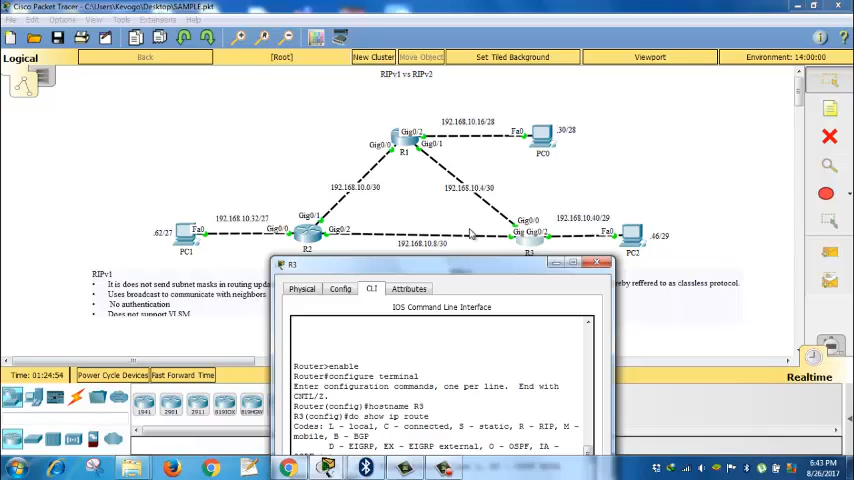 Cisco Packet Tracer - C:\Users\Kevogo\Desktop\SAMPLE.pkt
File Edit Options View Tools Extensions Help
Logical
Back
[Root]
New Cluster
Move Object
Set Tiled Background
Viewport
Environment: 14:00:00
RIPv1 vs RIPv2
192.168.10.16/28
Gig0/2
Fa0
.30/28
Gig0/0
R1
Gig0/1
PC0
192.168.10.0/30
192.168.10.4/30
192.168.10.32/27
Gig0/1
Gig0/0
192.168.10.40/29
.62/27
Fa0
Gig0/0
Gig0/2
Gig
Gig0/2
Fa0
.46/29
PC1
R2
192.168.10.8/30
R3
PC2
RIPv1
• It is does not send subnet masks in routing upda
reby reffered to as classless protocol.
• Uses broadcast to communicate with neighbors
• No authentication
• Does not support VLSM
R3
Physical
Config
CLI
Attributes
IOS Command Line Interface
Router>enable
Router#configure terminal
Enter configuration commands, one per line. End with
CNTL/Z.
Router(config)#hostname R3
R3(config)#do show ip route
Codes: L - local, C - connected, S - static, R - RIP, M -
mobile, B - BGP
D - EIGRP, EX - EIGRP external, O - OSPF, IA -
Time: 01:24:54
Power Cycle Devices
Fast Forward Time
Realtime
1941
2901
2911
819IOX
819HGW
6:43 PM
8/26/2017